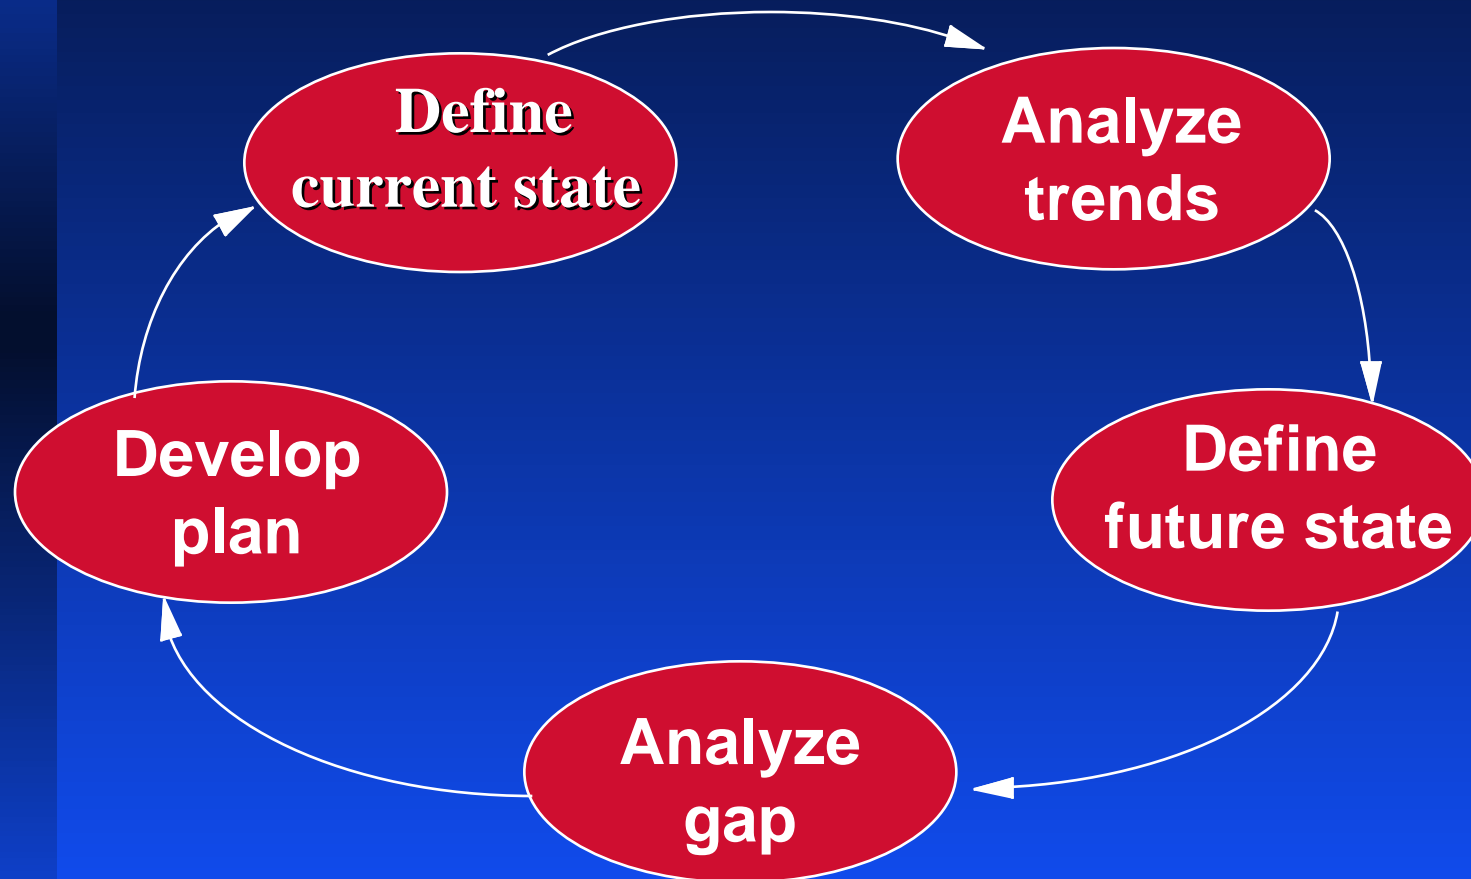 Define
current state
Analyze
trends
Define
future state
Analyze
gap
Develop
plan